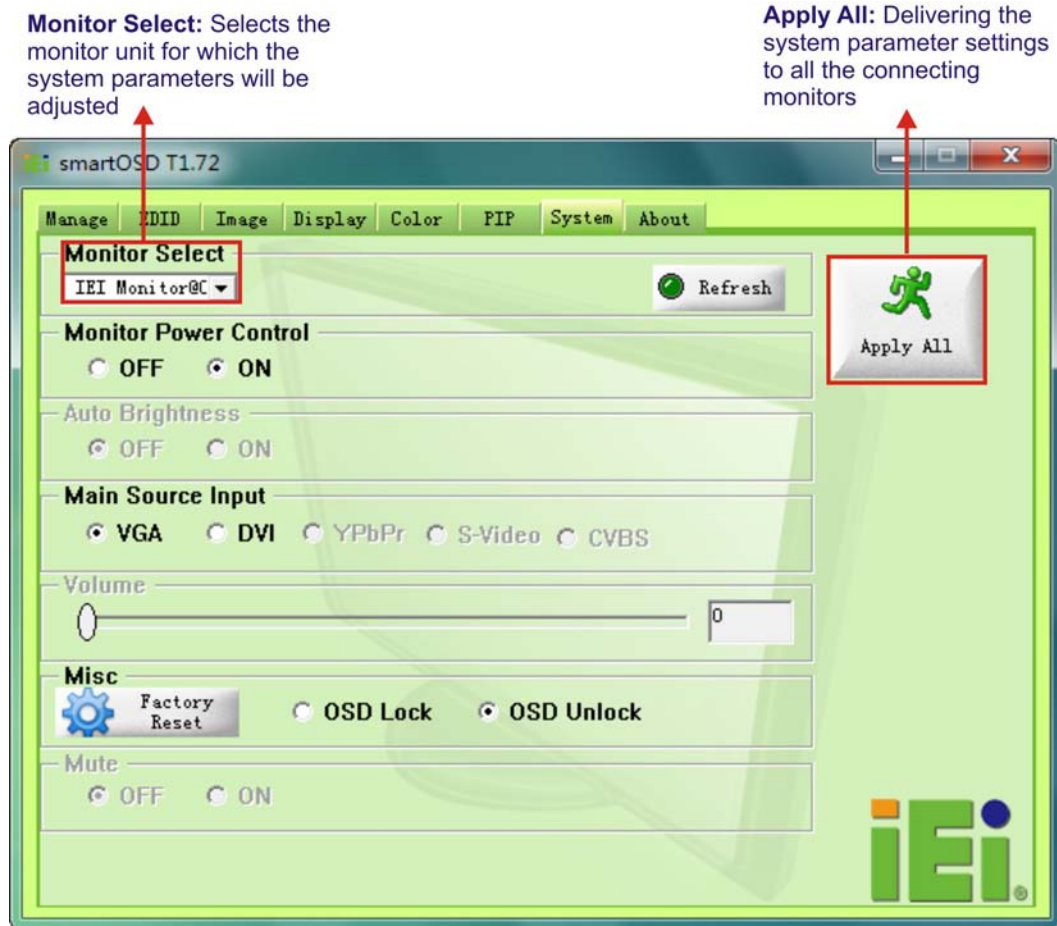 Monitor Select: Selects the
monitor unit for which the
system parameters will be
adjusted
Apply All: Delivering the
system parameter settings
to all the connecting
monitors
smartOSD T1.72
Manage EDID Image Display Color PIP System About
Monitor Select
IEI Monitor@C
Refresh
Apply All
Monitor Power Control
OFF ON
Auto Brightness
OFF ON
Main Source Input
VGA DVI YPbPr S-Video CVBS
Volume
0
Misc
Factory
Reset
OSD Lock OSD Unlock
Mute
OFF ON
iEi®